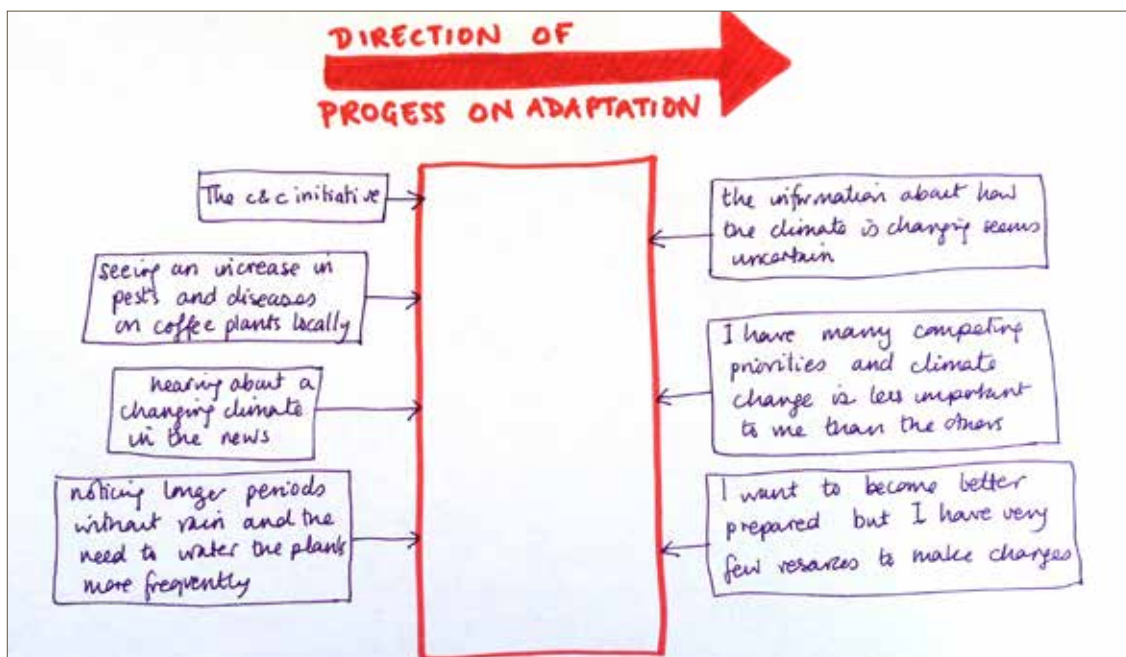 DIRECTION OF
PROGESS ON ADAPTATION
The c&c initiative
seeing an increase in
pests and diseases
on coffee plants locally
hearing about a
changing climate
in the news
noticing longer periods
without rain and the
need to water the plants
more frequently
the information about how
the climate is changing seems
uncertain
I have many competing
priorities and climate
change is less important
to me than the others
I want to become better
prepared but I have very
few resources to make changes